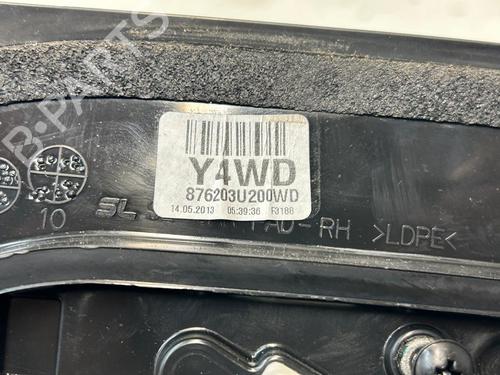 B-PARTS
Y4WD
876203U200WD
14.05.2013 05:39:36 F3188
10 SL PAD-RH >LDPE<